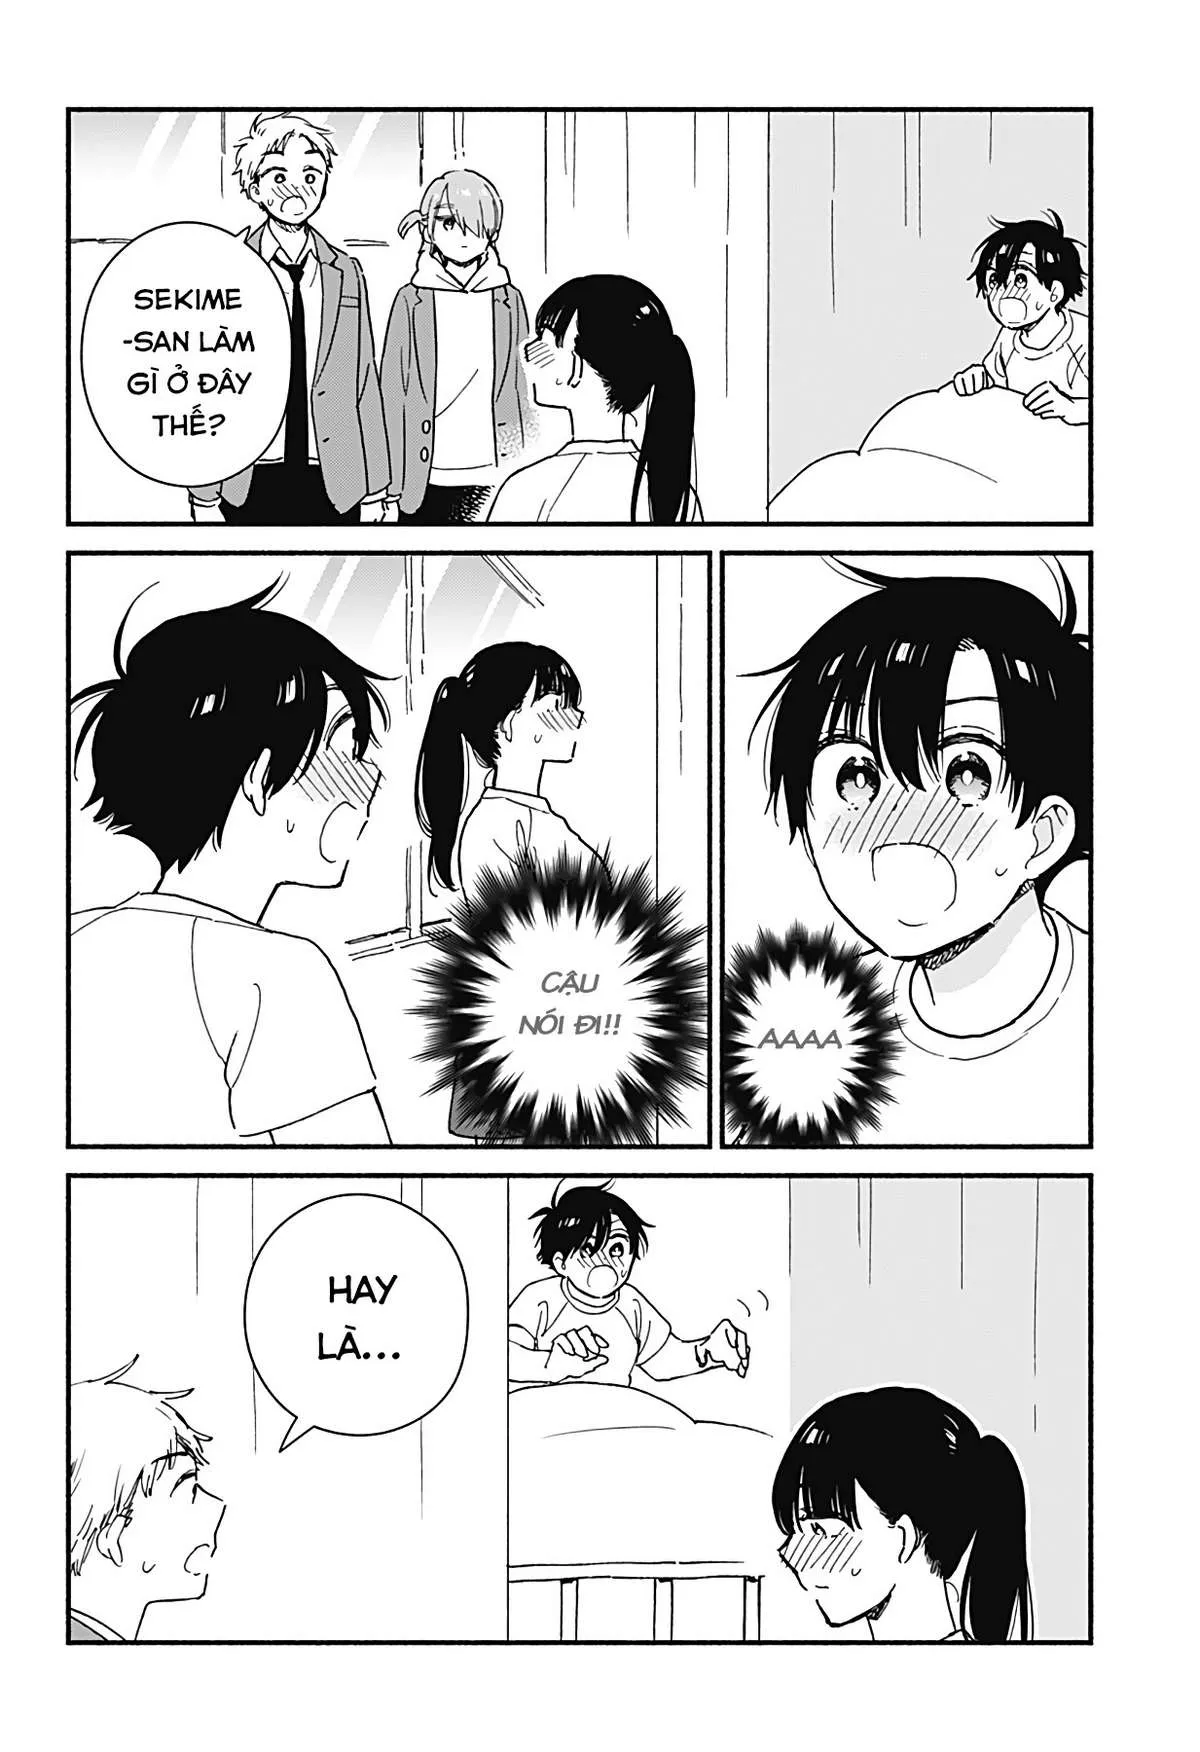 SEKIME
-SAN LÀM
GÌ Ở ĐÂY
THẾ?
CẬU
NÓI ĐI!!
AAAA
HAY
LÀ...